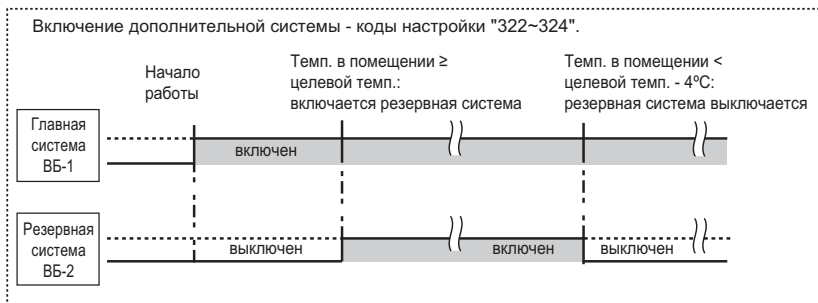 Включение дополнительной системы - коды настройки "322~324".
Начало
работы
Темп. в помещении ≥
целевой темп.:
включается резервная система
Темп. в помещении <
целевой темп. - 4ºC:
резервная система выключается
Главная
система
ВБ-1
включен
Резервная
система
ВБ-2
выключен
включен
выключен